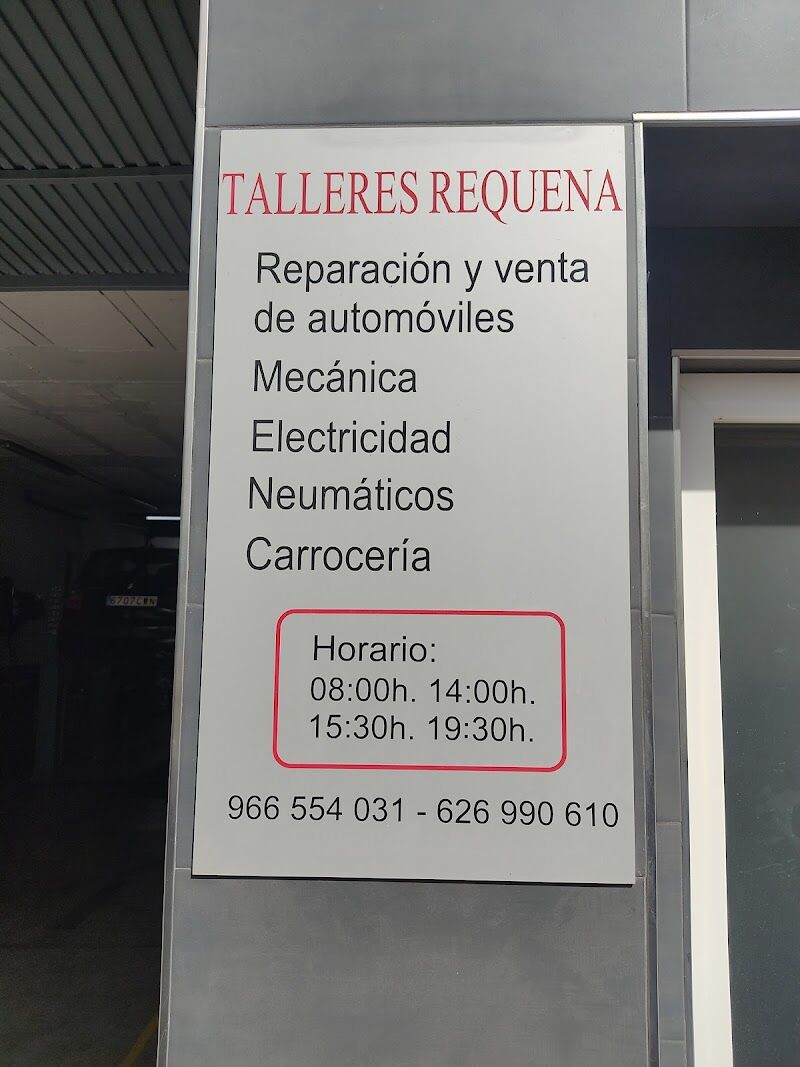 TALLERES REQUENA
Reparación y venta
de automóviles
Mecánica
Electricidad
Neumáticos
Carrocería
Horario:
08:00h. 14:00h.
15:30h. 19:30h.
966 554 031 - 626 990 610